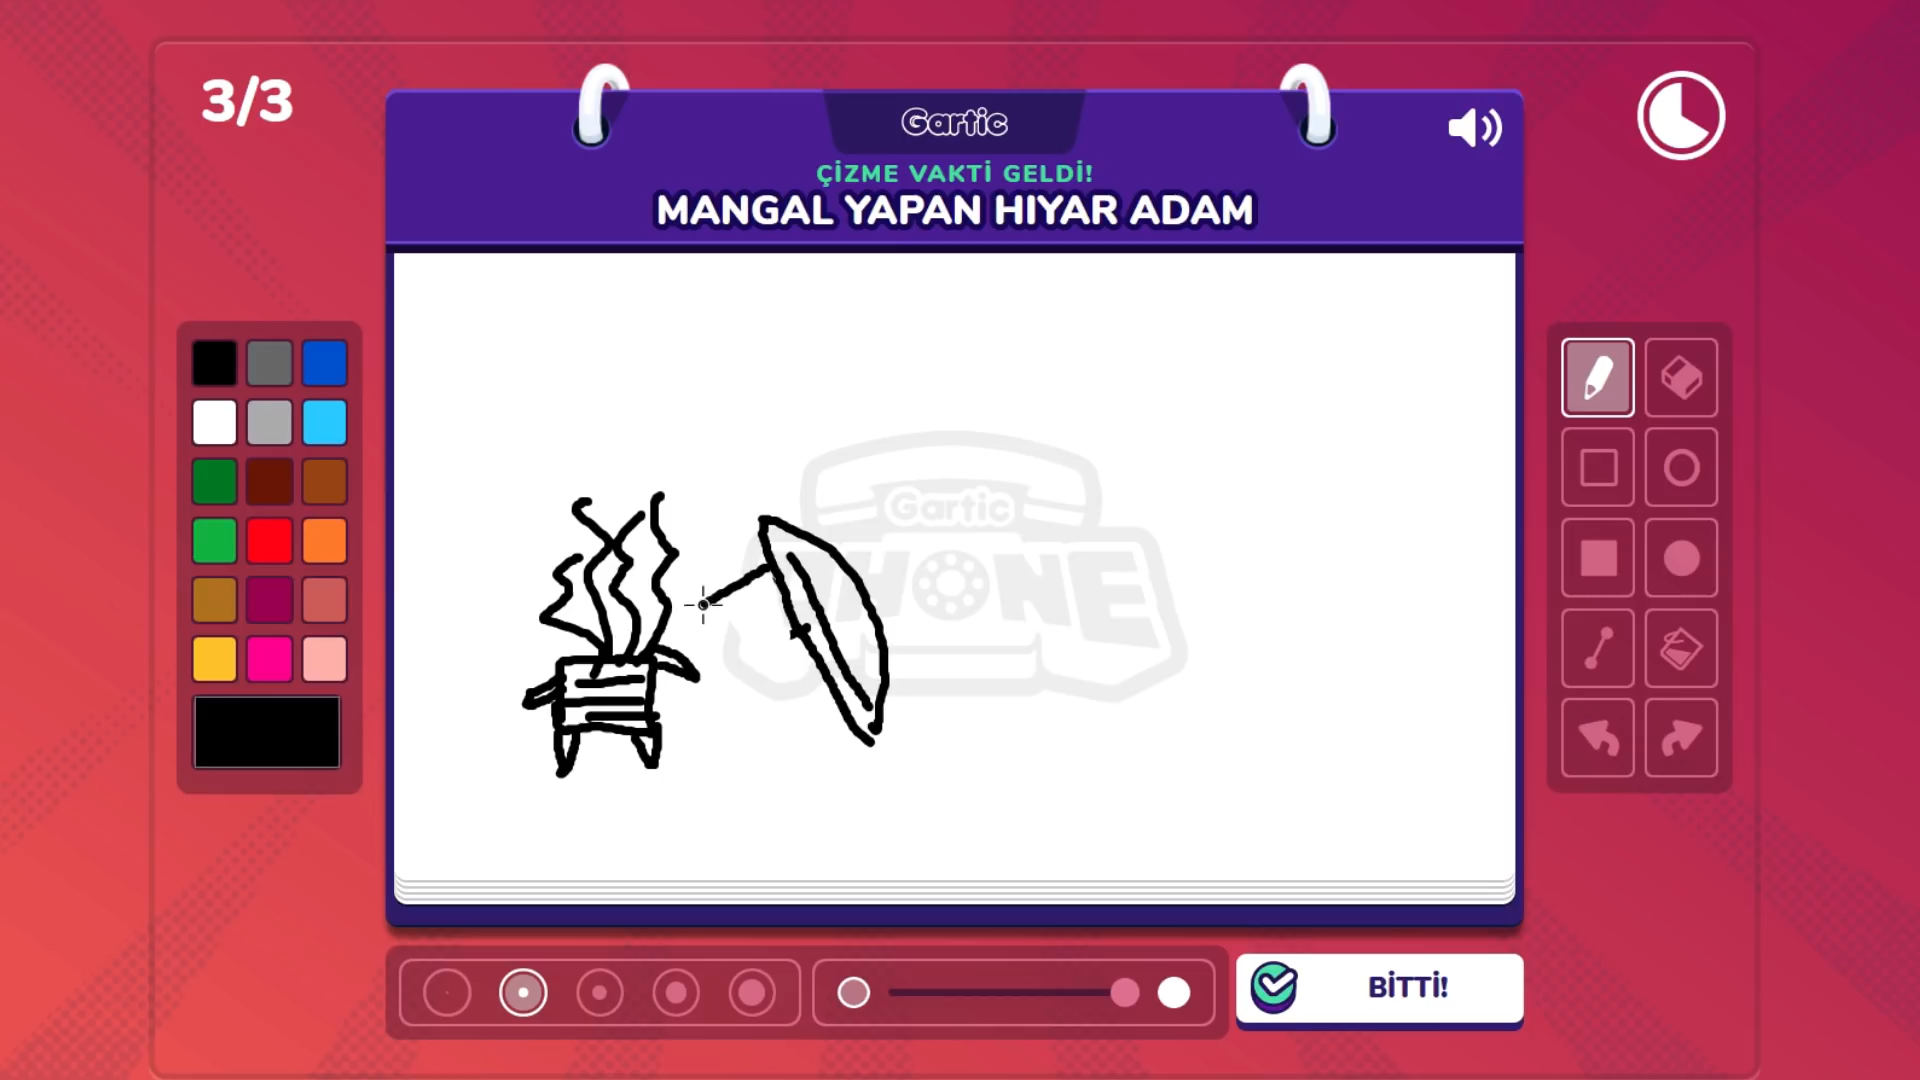 3/3
Gartic
ÇİZME VAKTİ GELDİ!
MANGAL YAPAN HIYAR ADAM
Gartic
PHONE
BİTTİ!